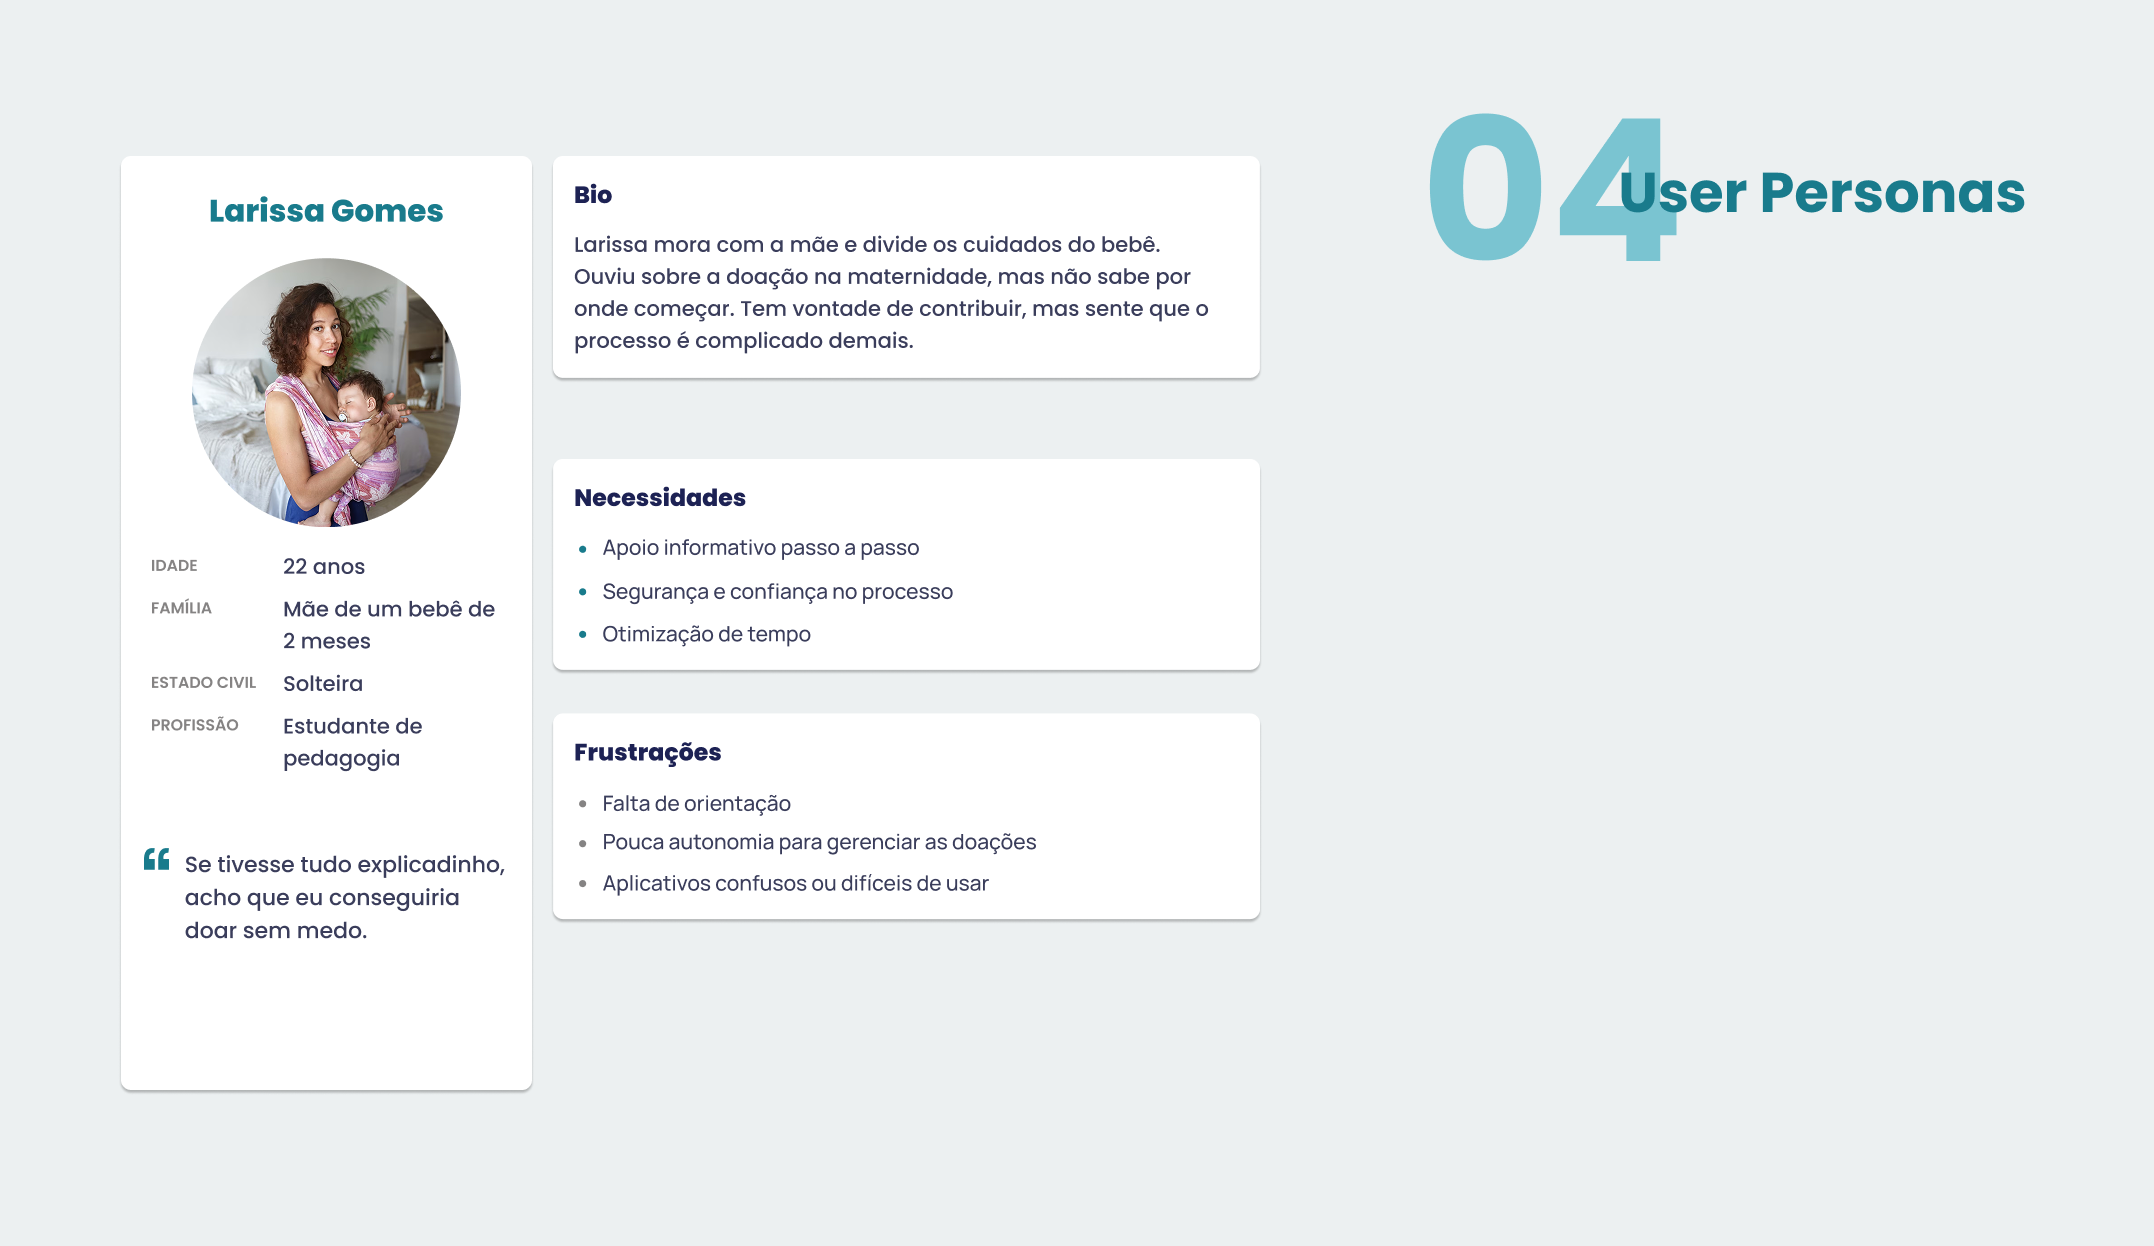 04
User Personas
Larissa Gomes
IDADE 22 anos
FAMÍLIA Mãe de um bebê de
2 meses
ESTADO CIVIL Solteira
PROFISSÃO Estudante de
pedagogia
“ Se tivesse tudo explicadinho,
acho que eu conseguiria
doar sem medo.
Bio
Larissa mora com a mãe e divide os cuidados do bebê.
Ouviu sobre a doação na maternidade, mas não sabe por
onde começar. Tem vontade de contribuir, mas sente que o
processo é complicado demais.
Necessidades
• Apoio informativo passo a passo
• Segurança e confiança no processo
• Otimização de tempo
Frustrações
• Falta de orientação
• Pouca autonomia para gerenciar as doações
• Aplicativos confusos ou difíceis de usar